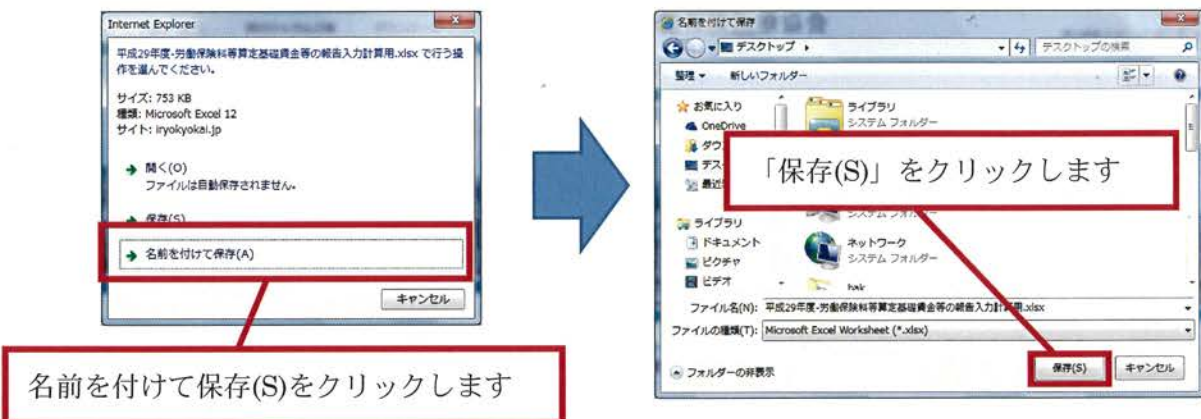 Internet Explorer
平成29年度-労働保険料等算定基礎賃金等の報告入力計算用.xlsx で行う操
作を選んでください。
サイズ: 753 KB
種類: Microsoft Excel 12
サイト: iryokyokai.jp
開く(O)
ファイルは自動保存されません。
保存(S)
名前を付けて保存(A)
キャンセル
名前を付けて保存(S)をクリックします
名前を付けて保存
デスクトップ
デスクトップの検索
整理
新しいフォルダー
お気に入り
OneDrive
ダウ
デス
最近
ライブラリ
ドキュメント
ピクチャ
ビデオ
ライブラリ
システム フォルダー
「保存(S)」をクリックします
システム フォルダー
ネットワーク
システム フォルダー
bak
ファイル名(N): 平成29年度-労働保険料等算定基礎賃金等の報告入力計算用.xlsx
ファイルの種類(T): Microsoft Excel Worksheet (*.xlsx)
フォルダーの非表示
保存(S)
キャンセル